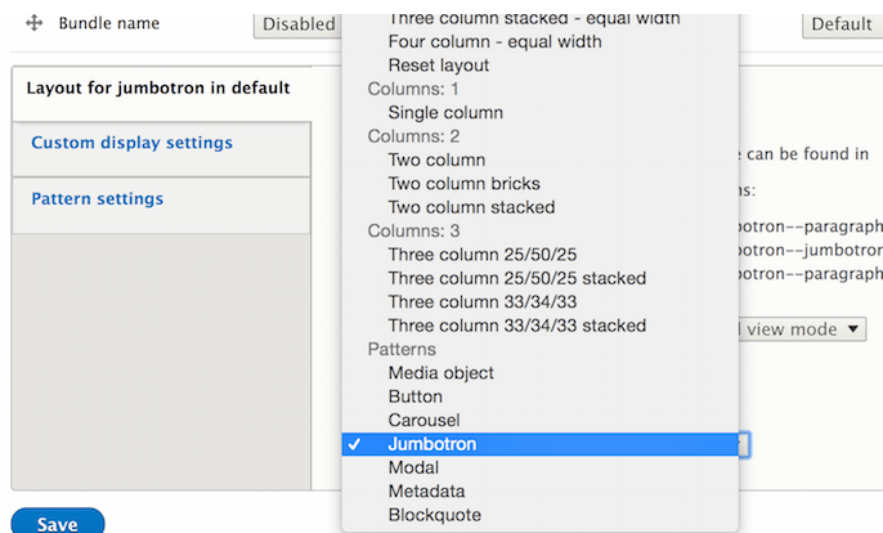 Bundle name
Disabled
Default
Three column stacked - equal width
Four column - equal width
Reset layout
Layout for jumbotron in default
Columns: 1
Single column
Columns: 2
Custom display settings
Two column
can be found in
Two column bricks
Pattern settings
Two column stacked
Columns: 3
otron--paragraph
Three column 25/50/25
otron--jumbotron
Three column 25/50/25 stacked
otron--paragraph
Three column 33/34/33
Three column 33/34/33 stacked
view mode
Patterns
Media object
Button
Carousel
✓ Jumbotron
Modal
Metadata
Blockquote
Save